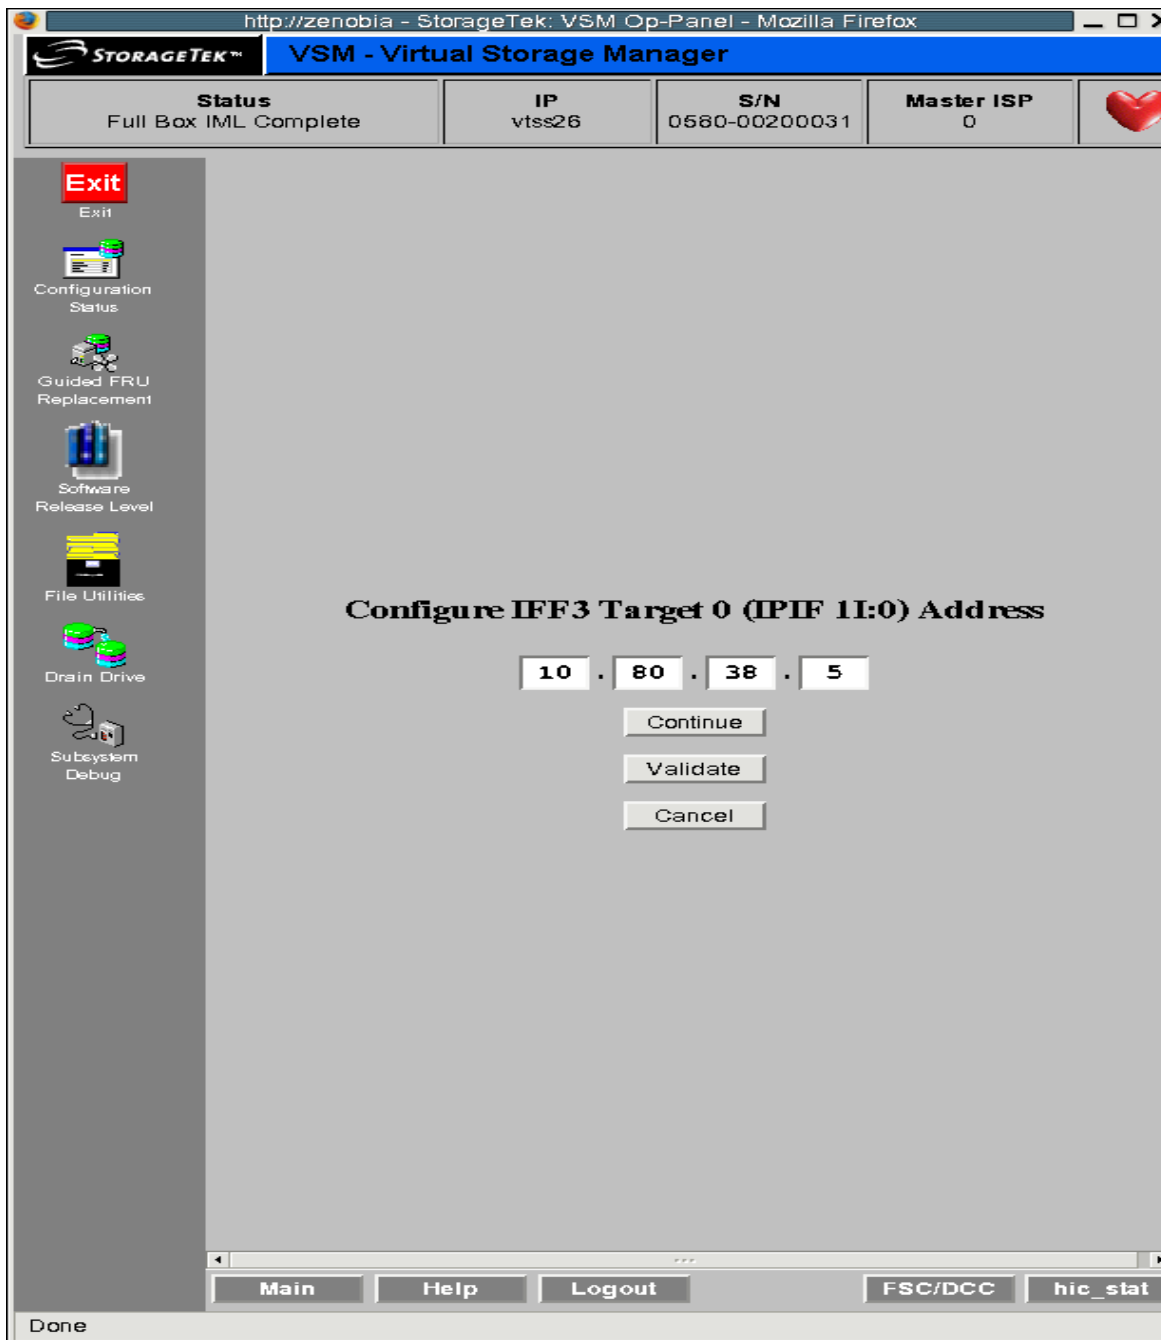 http://zenobia - StorageTek: VSM Op-Panel - Mozilla Firefox
STORAGETEK™ VSM - Virtual Storage Manager
Status IP S/N Master ISP
Full Box IML Complete vtss26 0580-00200031 0
Exit
Exit
Configuration
Status
Guided FRU
Replacement
Software
Release Level
File Utilities
Drain Drive
Subsystem
Debug
Configure IFF3 Target 0 (IPIF 1I:0) Address
10 . 80 . 38 . 5
Continue
Validate
Cancel
Main Help Logout FSC/DCC hic_stat
Done